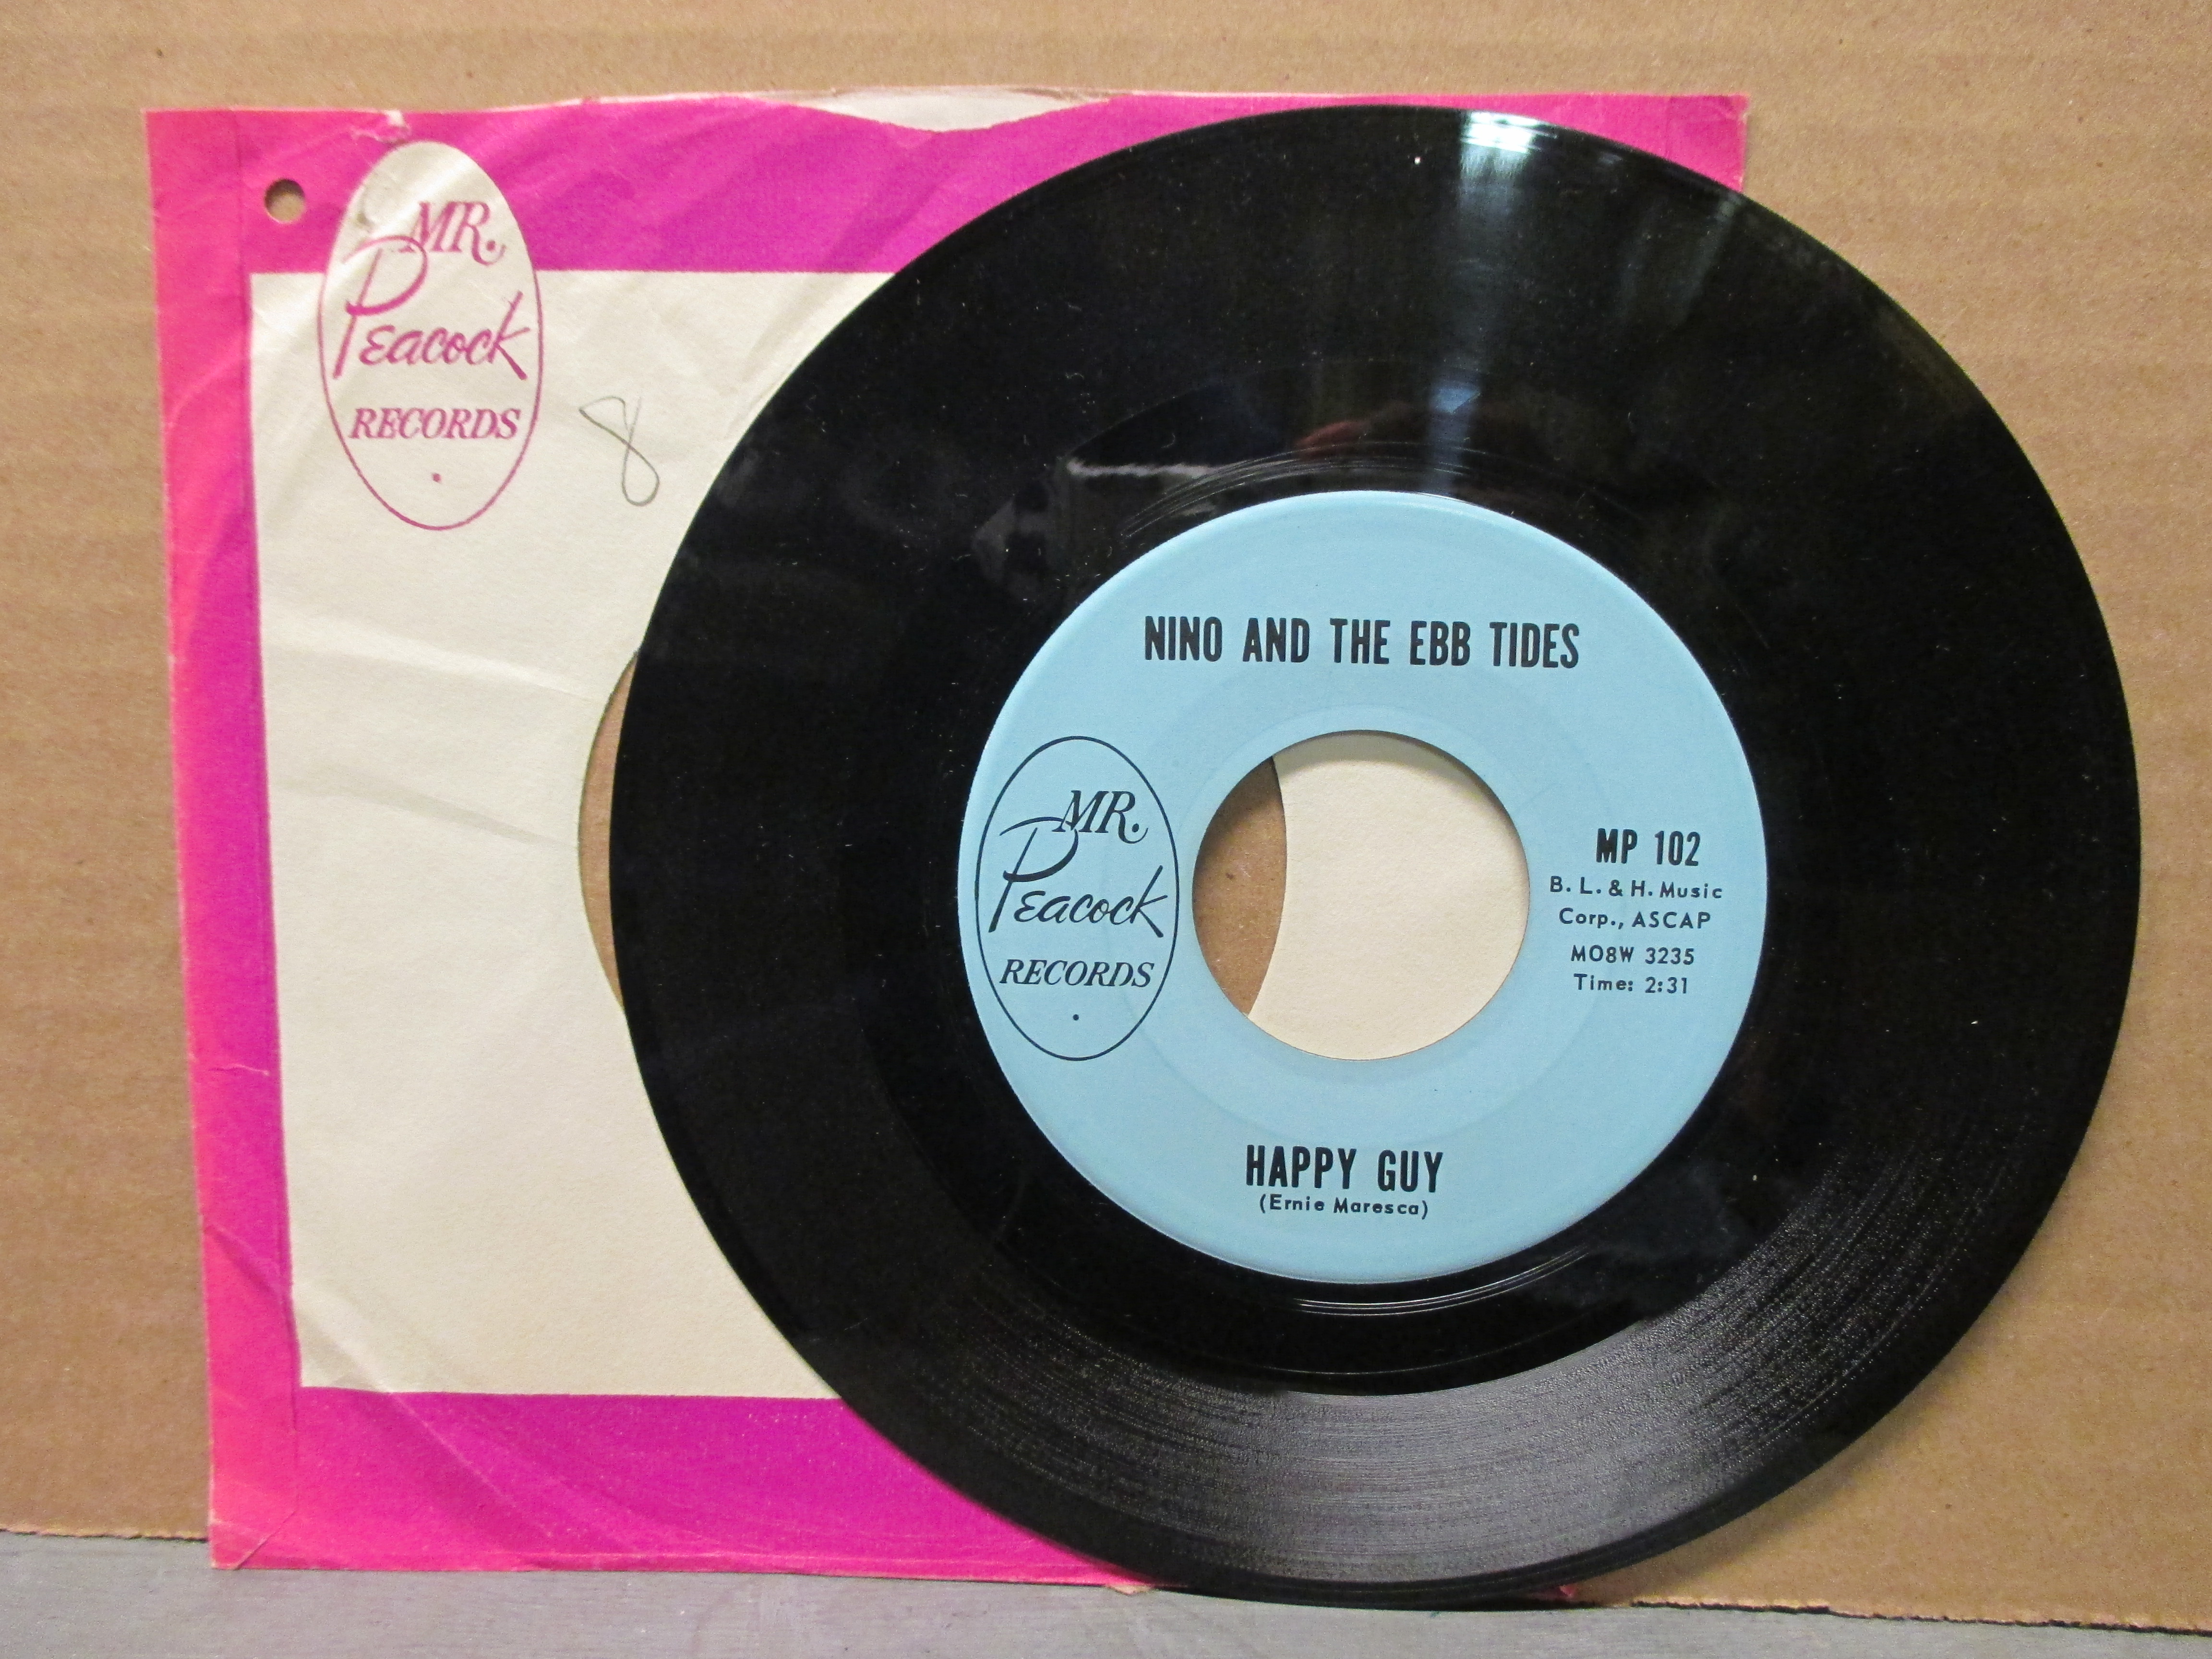 MR.
Peacock
RECORDS
8
NINO AND THE EBB TIDES
MR.
Peacock
RECORDS
MP 102
B. L. & H. Music
Corp., ASCAP
MO8W 3235
Time: 2:31
HAPPY GUY
(Ernie Maresca)